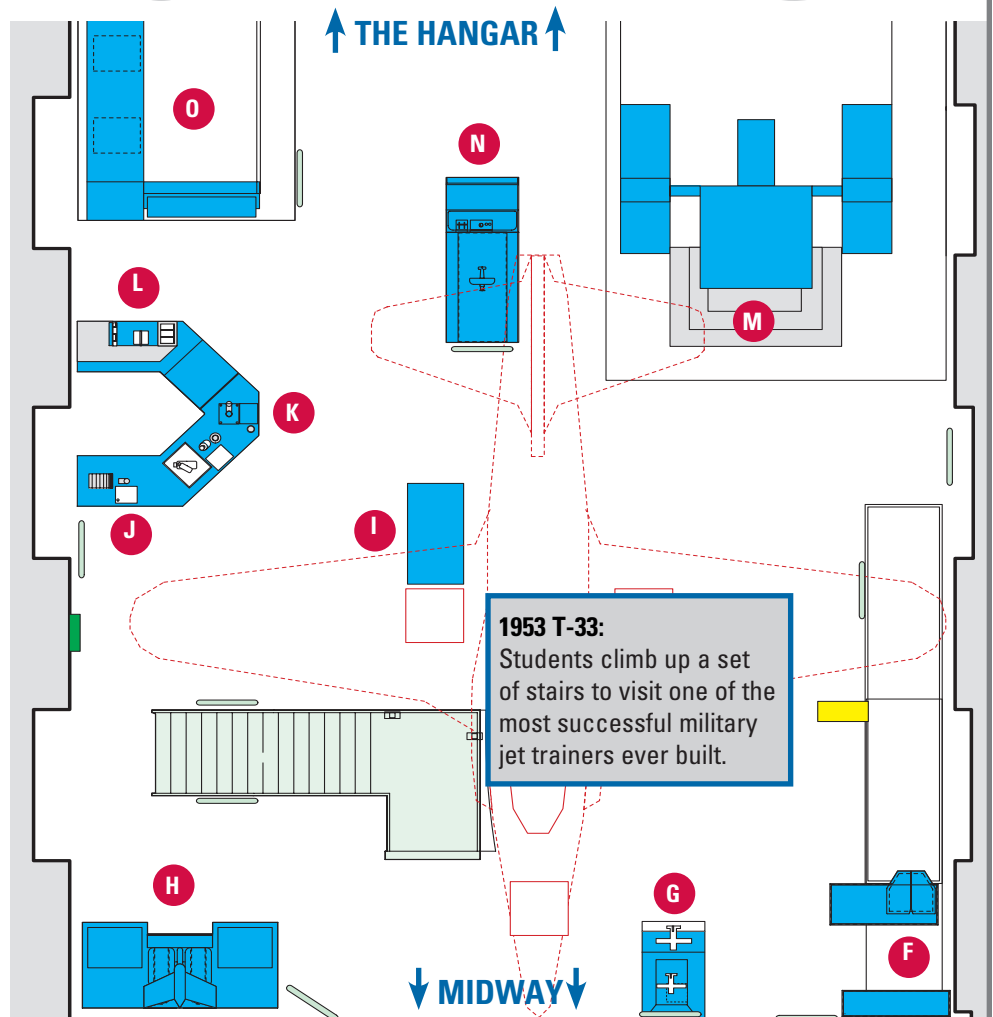 THE HANGAR
O
N
L
M
K
I
J
1953 T-33:
Students climb up a set
of stairs to visit one of the
most successful military
jet trainers ever built.
H
G
F
MIDWAY